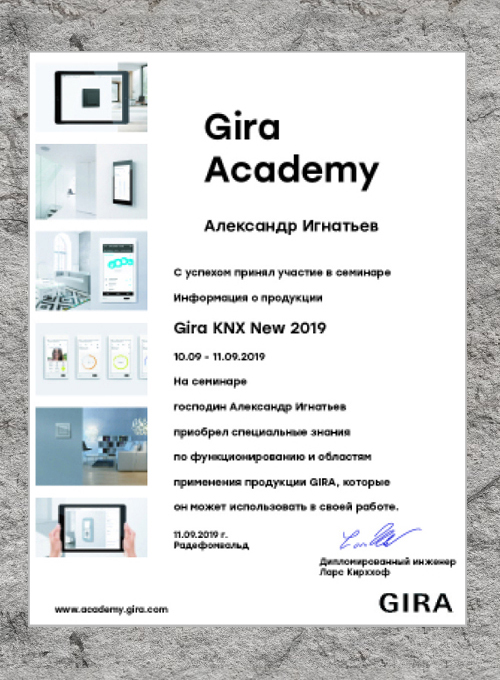 Gira
Academy
Александр Игнатьев
С успехом принял участие в семинаре
Информация о продукции
Gira KNX New 2019
10.09 - 11.09.2019
На семинаре
господин Александр Игнатьев
приобрел специальные знания
по функционированию и областям
применения продукции GIRA, которые
он может использовать в своей работе.
11.09.2019 г.
Радефомвальд
Дипломированный инженер
Ларс Кирхкоф
www.academy.gira.com
GIRA